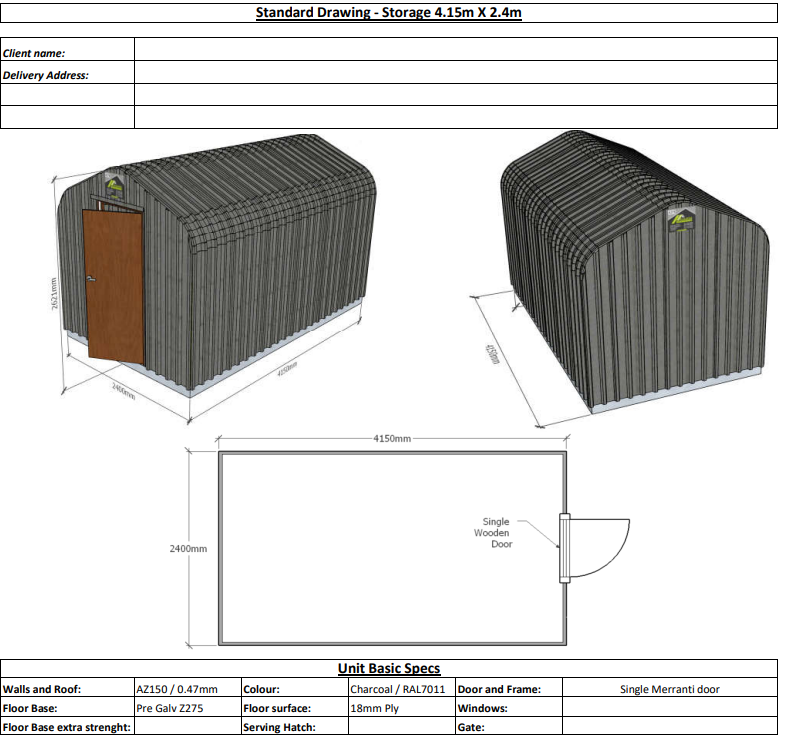 Standard Drawing - Storage 4.15m X 2.4m
Client name:
Delivery Address:
2621mm
2400mm
4150mm
4150mm
4150mm
2400mm
Single
Wooden
Door
Unit Basic Specs
Walls and Roof: AZ150 / 0.47mm Colour: Charcoal / RAL7011 Door and Frame: Single Merranti door
Floor Base: Pre Galv Z275 Floor surface: 18mm Ply Windows:
Floor Base extra strenght: Serving Hatch: Gate: